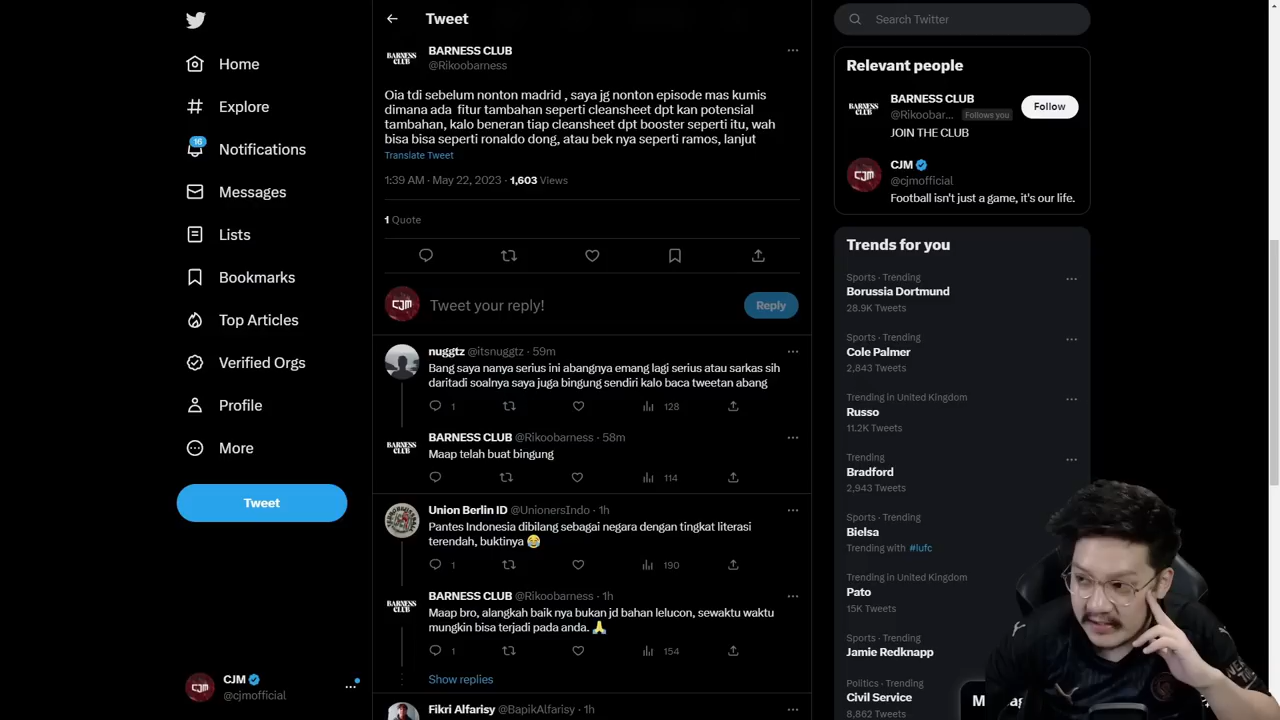 Home
Explore
16
Notifications
Messages
Lists
Bookmarks
Top Articles
Verified Orgs
Profile
More
Tweet
CJM
@cjmofficial
Tweet
BARNESS CLUB
BARNESS CLUB
@Rikoobarness
Oia tdi sebelum nonton madrid , saya jg nonton episode mas kumis
dimana ada fitur tambahan seperti cleansheet dpt kan potensial
tambahan, kalo beneran tiap cleansheet dpt booster seperti itu, wah
bisa bisa seperti ronaldo dong, atau bek nya seperti ramos, lanjut
Translate Tweet
1:39 AM · May 22, 2023 · 1,603 Views
1 Quote
CJM
Tweet your reply!
Reply
nuggtz @itsnuggtz · 59m
Bang saya nanya serius ini abangnya emang lagi serius atau sarkas sih
daritadi soalnya saya juga bingung sendiri kalo baca tweetan abang
1 128
BARNESS CLUB
BARNESS CLUB @Rikoobarness · 58m
Maap telah buat bingung
114
Union Berlin ID @UnionersIndo · 1h
Pantes Indonesia dibilang sebagai negara dengan tingkat literasi
terendah, buktinya 😂
1 190
BARNESS CLUB
BARNESS CLUB @Rikoobarness · 1h
Maap bro, alangkah baik nya bukan jd bahan lelucon, sewaktu waktu
mungkin bisa terjadi pada anda. 🙏
1 154
Show replies
Fikri Alfarisy @BapikAlfarisy · 1h
Search Twitter
Relevant people
BARNESS CLUB
BARNESS CLUB
@Rikoobar... Follows you
Follow
JOIN THE CLUB
CJM
CJM
@cjmofficial
Football isn't just a game, it's our life.
Trends for you
Sports · Trending
Borussia Dortmund
28.9K Tweets
Sports · Trending
Cole Palmer
2,843 Tweets
Trending in United Kingdom
Russo
11.2K Tweets
Trending
Bradford
2,943 Tweets
Sports · Trending
Bielsa
Trending with #lufc
Trending in United Kingdom
Pato
15K Tweets
Sports · Trending
Jamie Redknapp
Politics · Trending
Civil Service
8,862 Tweets